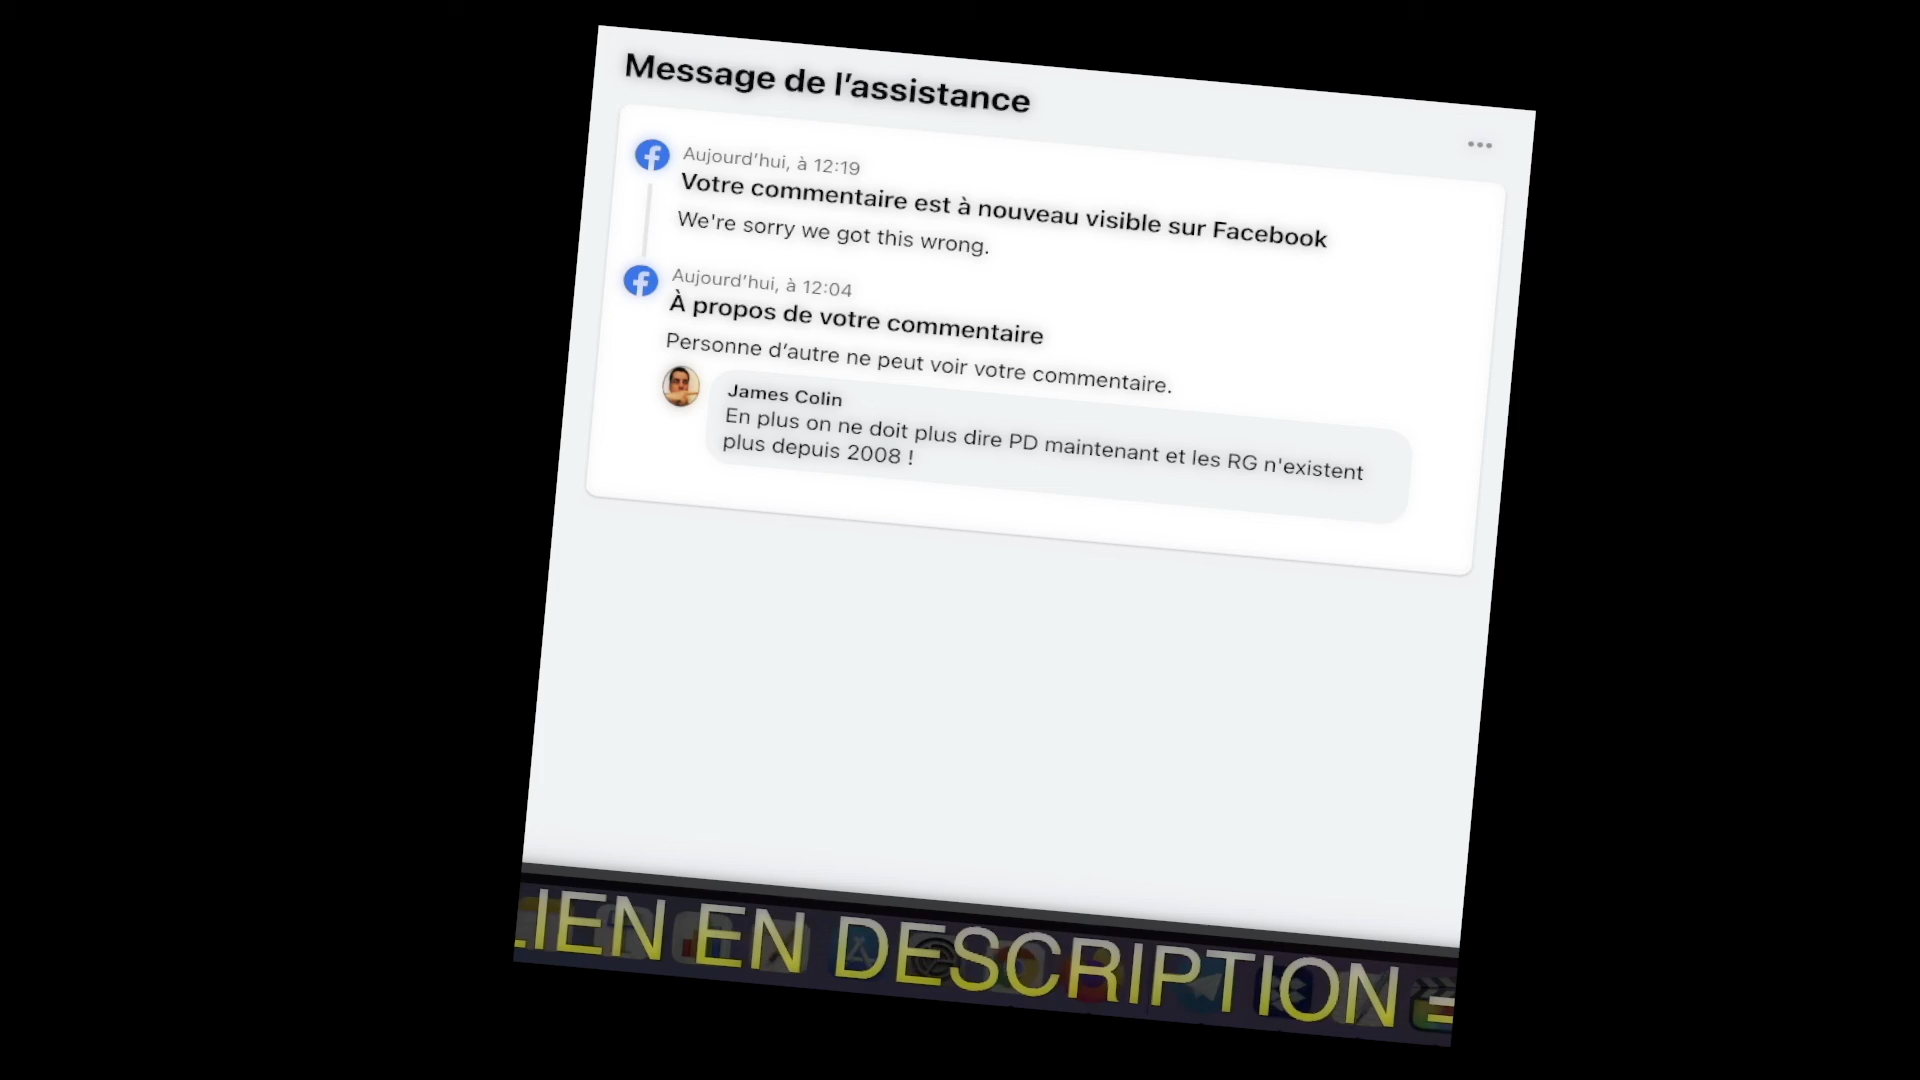 Message de l'assistance
Aujourd'hui, à 12:19
Votre commentaire est à nouveau visible sur Facebook
We're sorry we got this wrong.
Aujourd'hui, à 12:04
À propos de votre commentaire
Personne d'autre ne peut voir votre commentaire.
James Colin
En plus on ne doit plus dire PD maintenant et les RG n'existent
plus depuis 2008 !
LIEN EN DESCRIPTION =